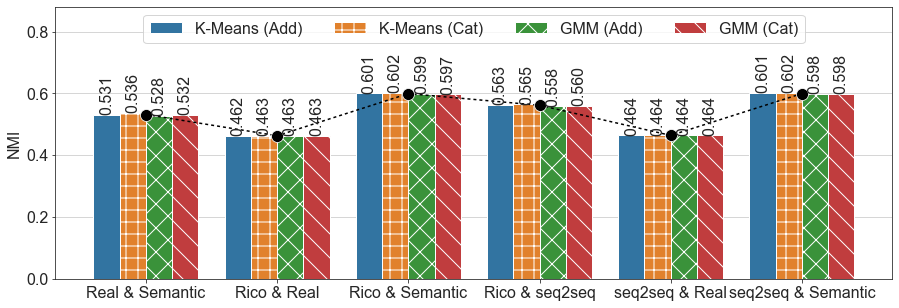 K-Means (Add) K-Means (Cat) GMM (Add) GMM (Cat)
NMI
0.8
0.6
0.4
0.2
0.0
0.531 0.536 0.528 0.532
0.462 0.463 0.463 0.463
0.601 0.602 0.599 0.597
0.563 0.565 0.558 0.560
0.464 0.464 0.464 0.464
0.601 0.602 0.598 0.598
Real & Semantic Rico & Real Rico & Semantic Rico & seq2seq seq2seq & Real seq2seq & Semantic